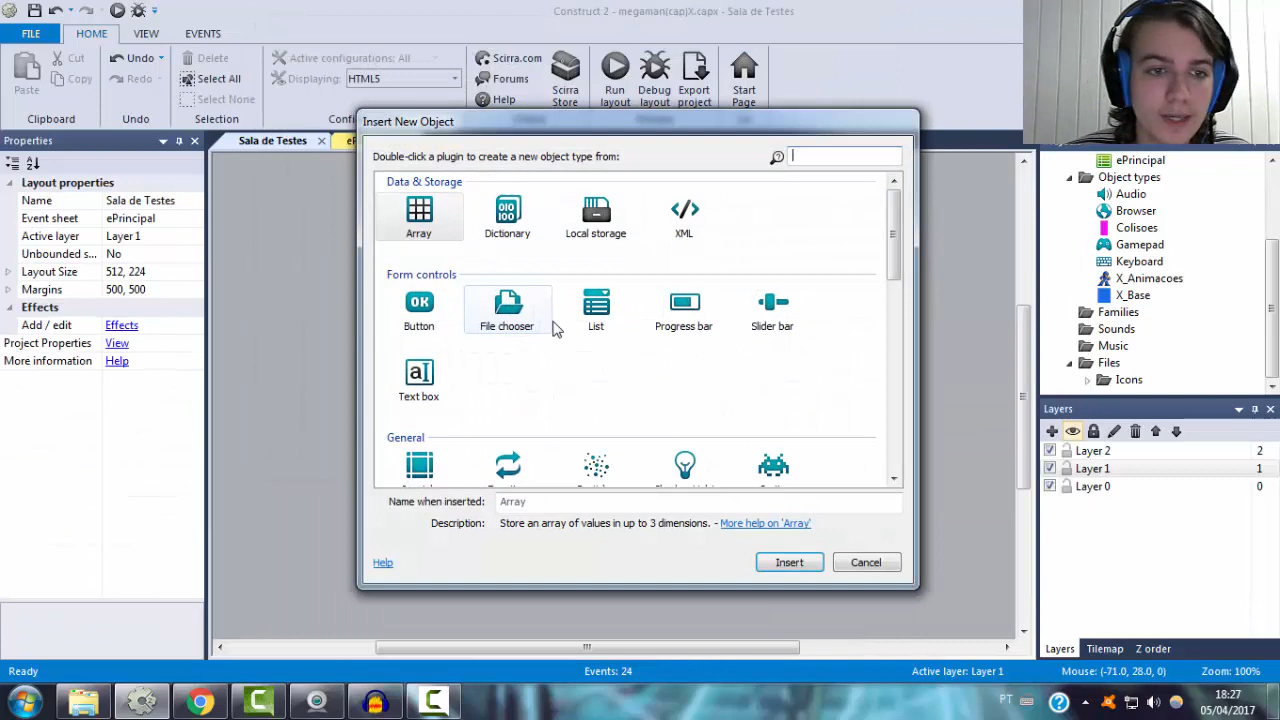 Construct 2 - megaman(cap)X.capx - Sala de Testes
FILE HOME VIEW EVENTS
Paste
Cut
Copy
Clipboard
Undo
Redo
Undo
Delete
Select All
Select None
Selection
Active configurations: All
Displaying: HTML5
Scirra.com
Forums
Help
Scirra Store
Run layout
Debug layout
Export project
Start Page
Properties
Sala de Testes
Layout properties
Name Sala de Testes
Event sheet ePrincipal
Active layer Layer 1
Unbounded s... No
Layout Size 512, 224
Margins 500, 500
Effects
Add / edit Effects
Project Properties View
More information Help
Insert New Object
Double-click a plugin to create a new object type from:
Data & Storage
Array Dictionary Local storage XML
Form controls
Button File chooser List Progress bar Slider bar
Text box
General
Name when inserted: Array
Description: Store an array of values in up to 3 dimensions. - More help on 'Array'
Help Insert Cancel
ePrincipal
Object types
Audio
Browser
Colisoes
Gamepad
Keyboard
X_Animacoes
X_Base
Families
Sounds
Music
Files
Icons
Layers
Layer 2 2
Layer 1 1
Layer 0 0
Layers Tilemap Z order
Ready Events: 24 Active layer: Layer 1 Mouse: (-71.0, 28.0, 0) Zoom: 100%
PT
18:27
05/04/2017